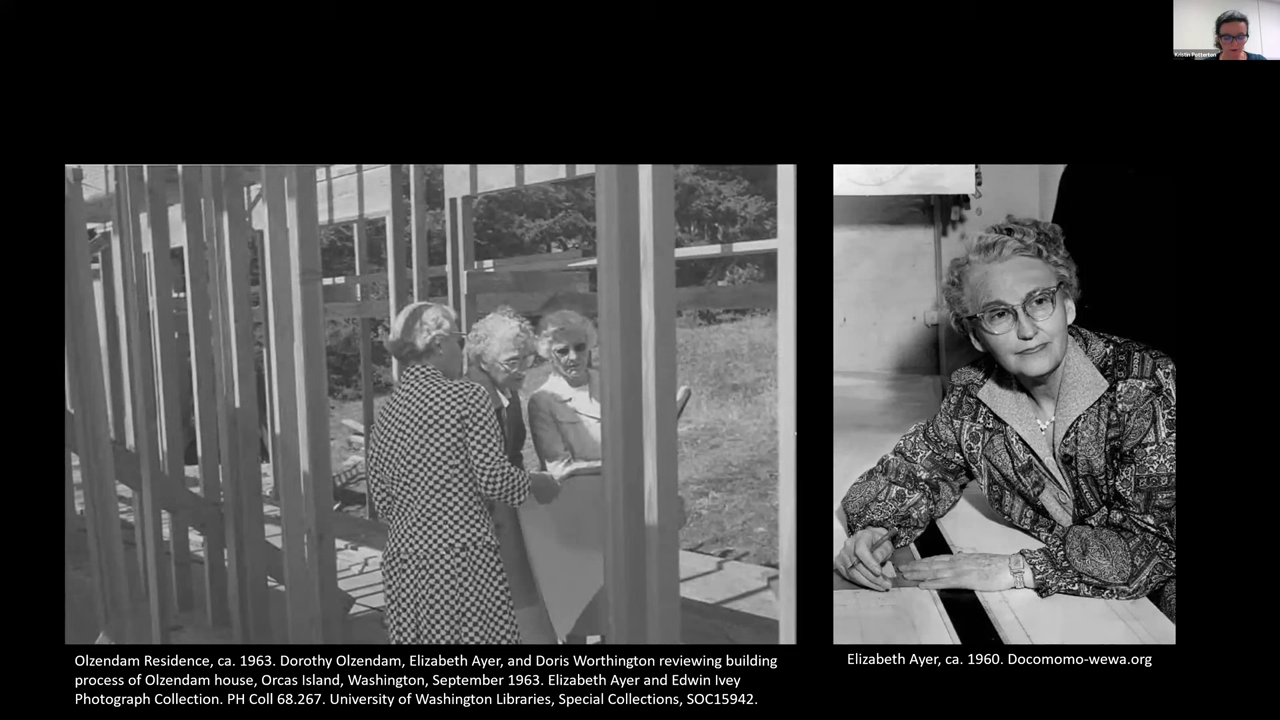 Kristin Potterton
Olzendam Residence, ca. 1963. Dorothy Olzendam, Elizabeth Ayer, and Doris Worthington reviewing building
process of Olzendam house, Orcas Island, Washington, September 1963. Elizabeth Ayer and Edwin Ivey
Photograph Collection. PH Coll 68.267. University of Washington Libraries, Special Collections, SOC15942.
Elizabeth Ayer, ca. 1960. Docomomo-wewa.org